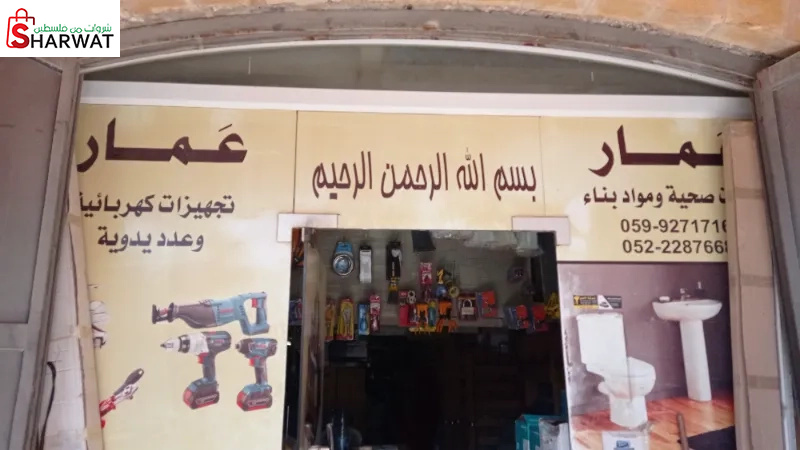 شروات من فلسطين
SHARWAT
عمار
تجهيزات كهربائية
وعدد يدوية
بسم الله الرحمن الرحيم
عمار
صحية ومواد بناء
059-927171
052-228766